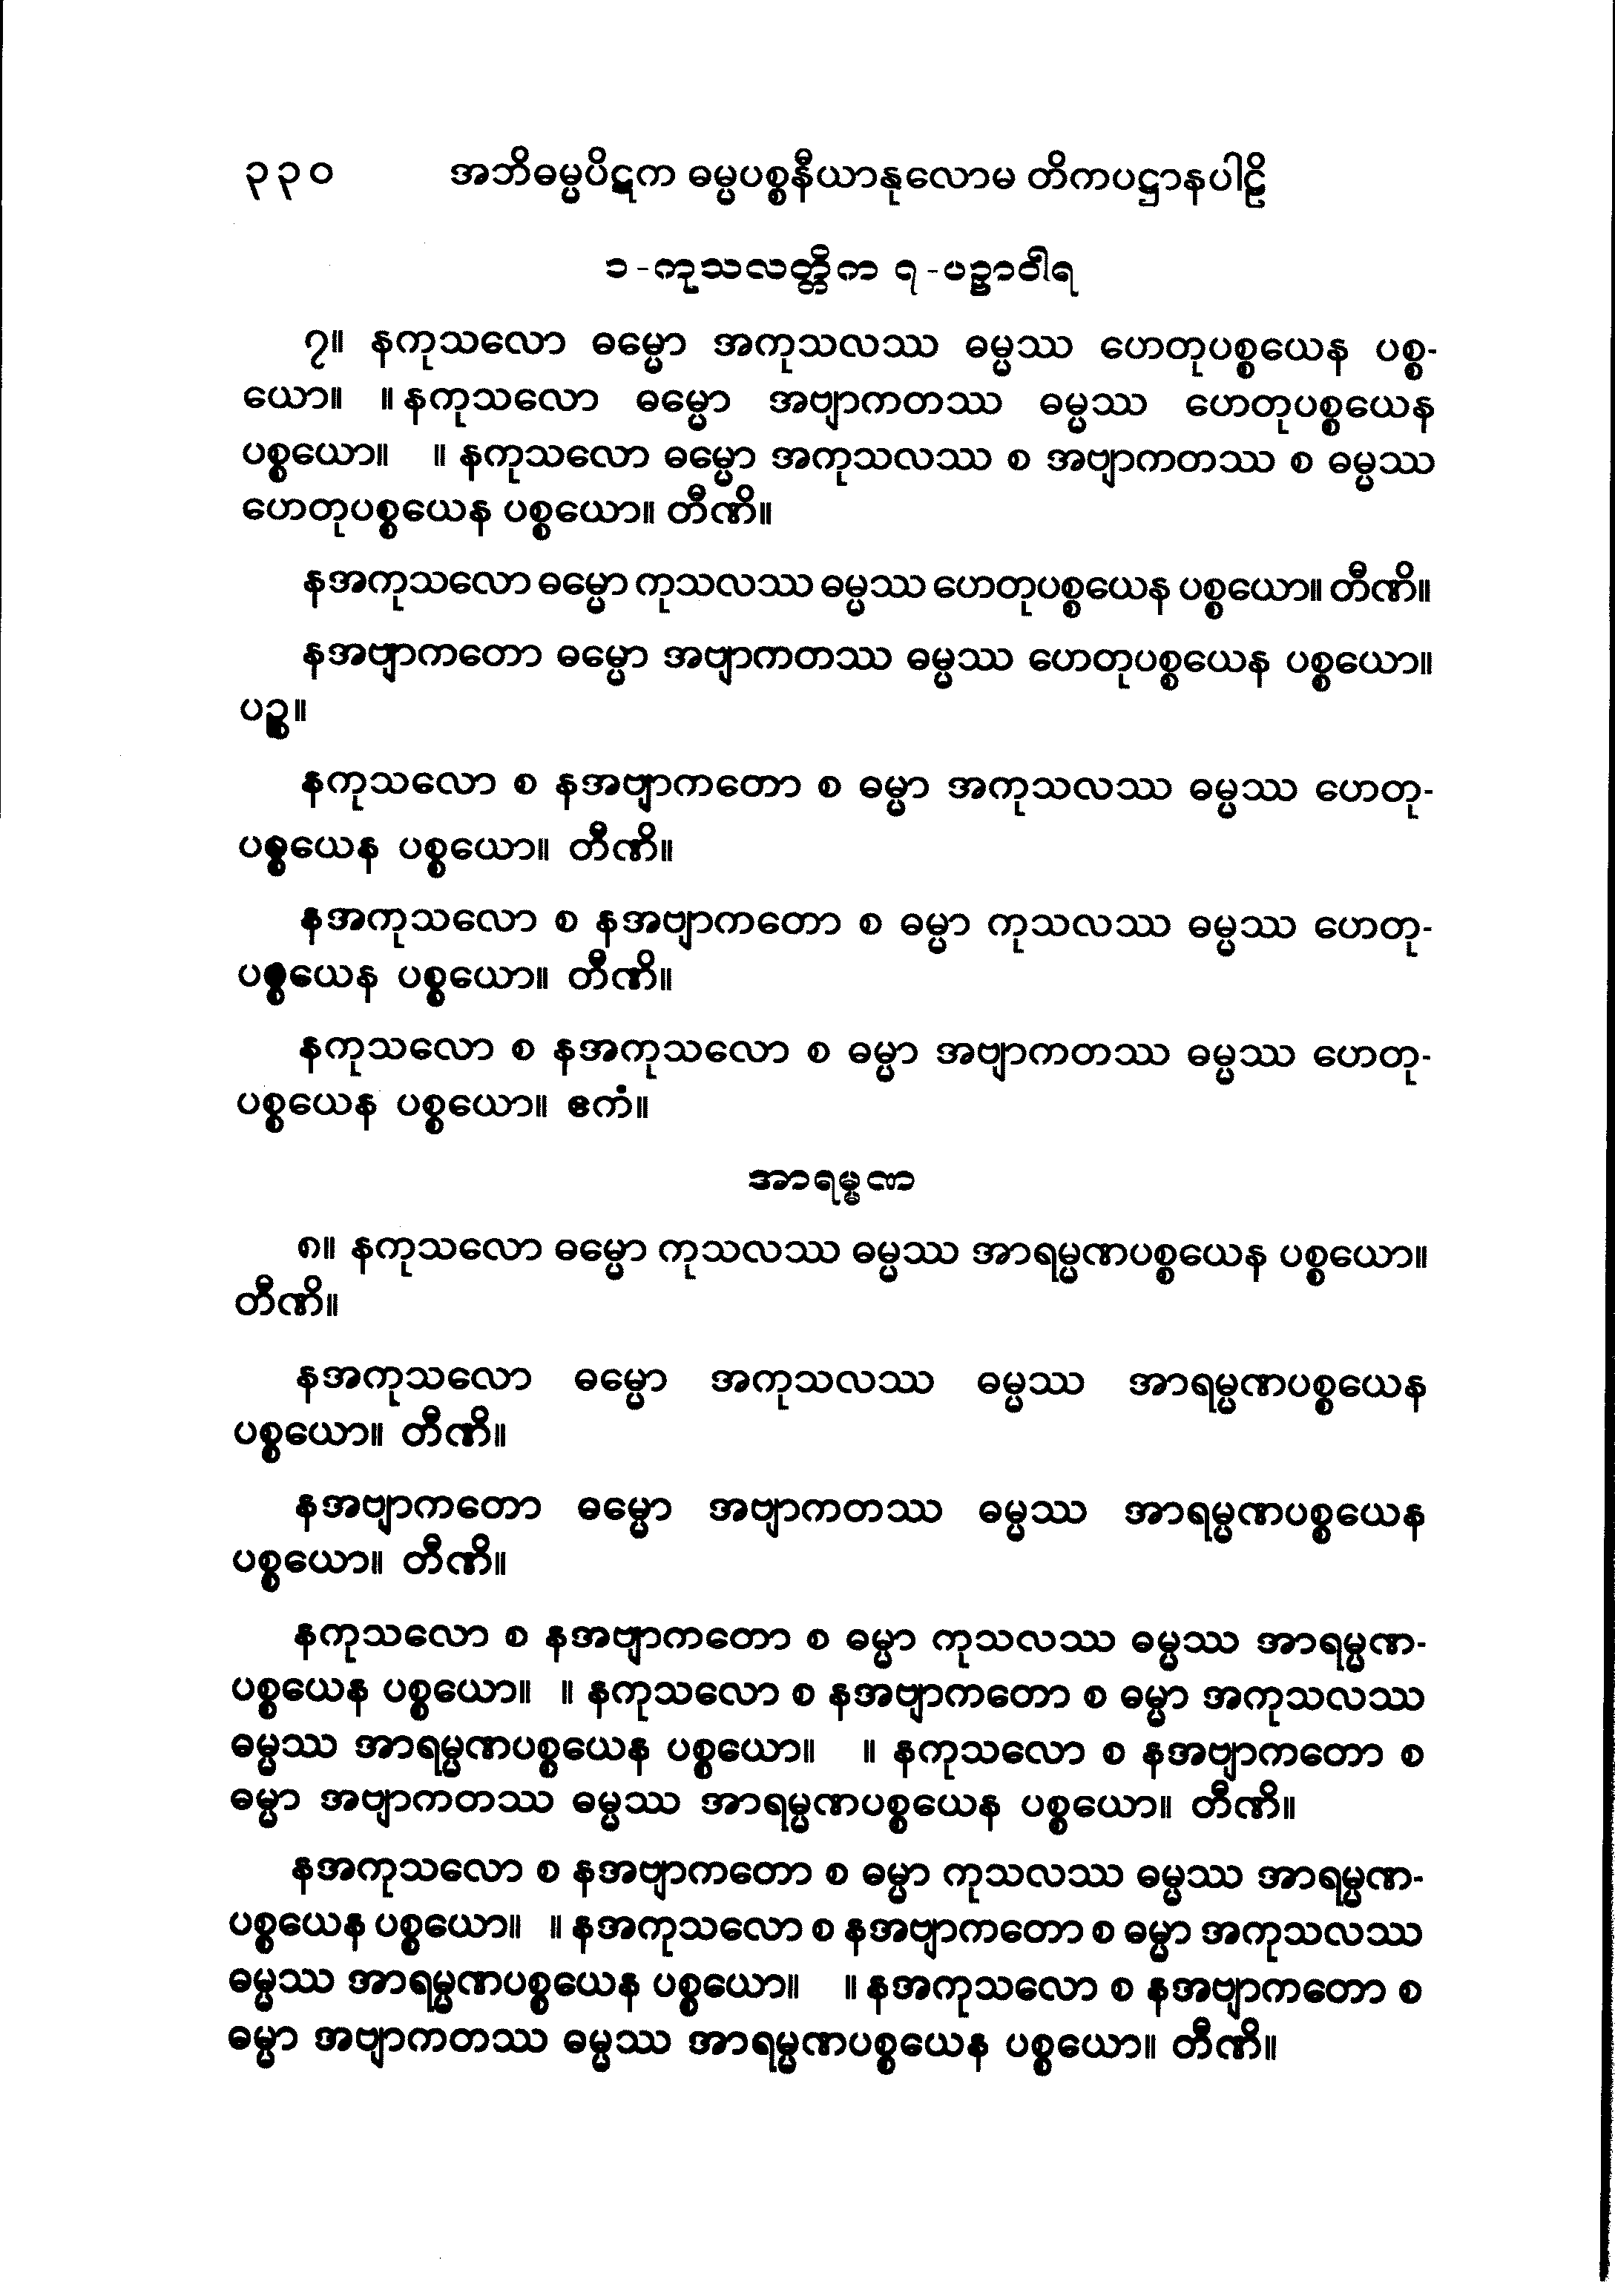 ၃၃၀ အဘိဓမ္မပိဋက ဓမ္မပစ္စနီယာနုလောမ တိကပဋ္ဌာနပါဠိ
၁-ကုသလတ္တိက ၇-ပဉှာဝါရ
၇။ နကုသလော ဓမ္မော အကုသလဿ ဓမ္မဿ ဟေတုပစ္စယေန ပစ္စ-
ယော။ ။ နကုသလော ဓမ္မော အဗျာကတဿ ဓမ္မဿ ဟေတုပစ္စယေန
ပစ္စယော။ ။ နကုသလော ဓမ္မော အကုသလဿ စ အဗျာကတဿ စ ဓမ္မဿ
ဟေတုပစ္စယေန ပစ္စယော။ တီဏိ။
နအကုသလော ဓမ္မော ကုသလဿ ဓမ္မဿ ဟေတုပစ္စယေန ပစ္စယော။ တီဏိ။
နအဗျာကတော ဓမ္မော အဗျာကတဿ ဓမ္မဿ ဟေတုပစ္စယေန ပစ္စယော။
ပဉ္စ။
နကုသလော စ နအဗျာကတော စ ဓမ္မာ အကုသလဿ ဓမ္မဿ ဟေတု-
ပစ္စယေန ပစ္စယော။ တီဏိ။
နအကုသလော စ နအဗျာကတော စ ဓမ္မာ ကုသလဿ ဓမ္မဿ ဟေတု-
ပစ္စယေန ပစ္စယော။ တီဏိ။
နကုသလော စ နအကုသလော စ ဓမ္မာ အဗျာကတဿ ဓမ္မဿ ဟေတု-
ပစ္စယေန ပစ္စယော။ ဧကံ။
အာရမ္မဏ
၈။ နကုသလော ဓမ္မော ကုသလဿ ဓမ္မဿ အာရမ္မဏပစ္စယေန ပစ္စယော။
တီဏိ။
နအကုသလော ဓမ္မော အကုသလဿ ဓမ္မဿ အာရမ္မဏပစ္စယေန
ပစ္စယော။ တီဏိ။
နအဗျာကတော ဓမ္မော အဗျာကတဿ ဓမ္မဿ အာရမ္မဏပစ္စယေန
ပစ္စယော။ တီဏိ။
နကုသလော စ နအဗျာကတော စ ဓမ္မာ ကုသလဿ ဓမ္မဿ အာရမ္မဏ-
ပစ္စယေန ပစ္စယော။ ။ နကုသလော စ နအဗျာကတော စ ဓမ္မာ အကုသလဿ
ဓမ္မဿ အာရမ္မဏပစ္စယေန ပစ္စယော။ ။ နကုသလော စ နအဗျာကတော စ
ဓမ္မာ အဗျာကတဿ ဓမ္မဿ အာရမ္မဏပစ္စယေန ပစ္စယော။ တီဏိ။
နအကုသလော စ နအဗျာကတော စ ဓမ္မာ ကုသလဿ ဓမ္မဿ အာရမ္မဏ-
ပစ္စယေန ပစ္စယော။ ။ နအကုသလော စ နအဗျာကတော စ ဓမ္မာ အကုသလဿ
ဓမ္မဿ အာရမ္မဏပစ္စယေန ပစ္စယော။ ။ နအကုသလော စ နအဗျာကတော စ
ဓမ္မာ အဗျာကတဿ ဓမ္မဿ အာရမ္မဏပစ္စယေန ပစ္စယော။ တီဏိ။